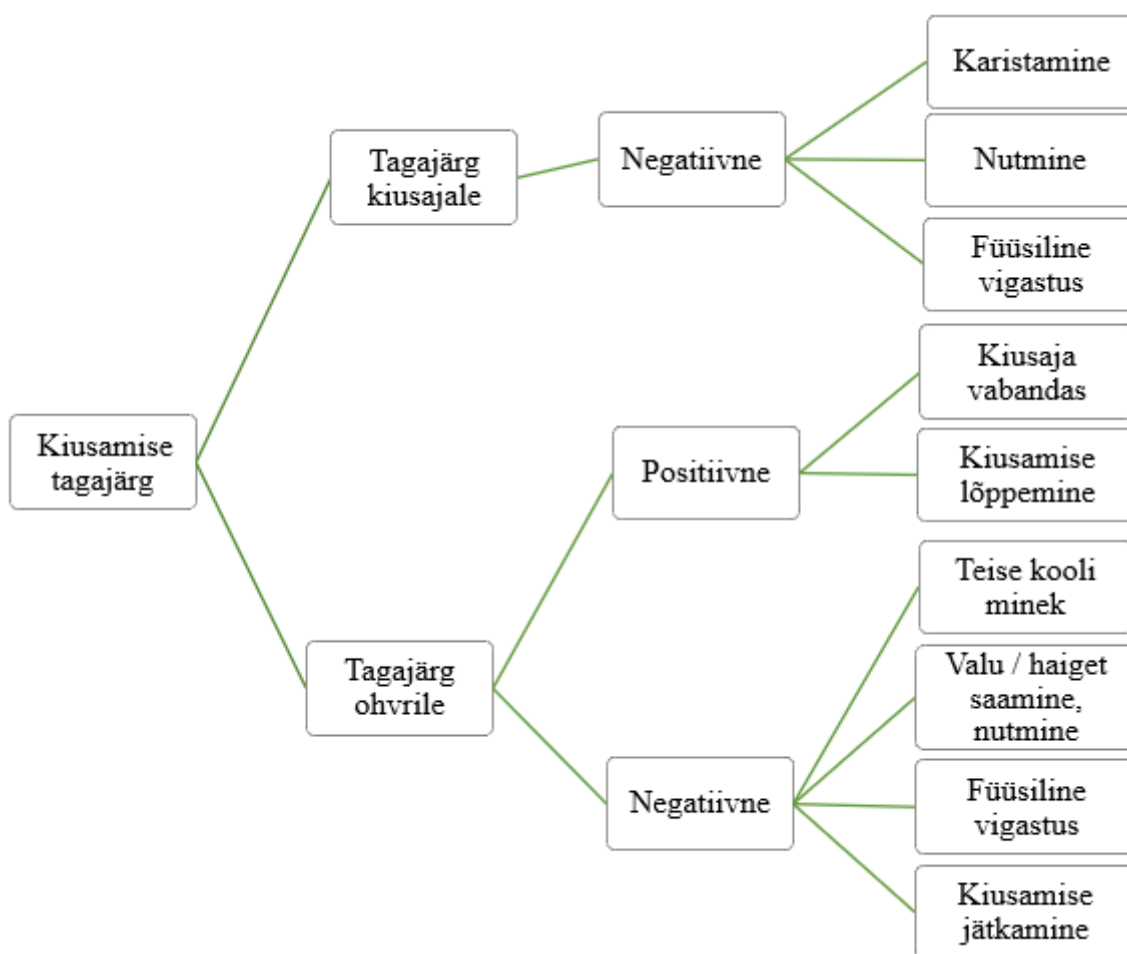 Kiusamise
tagajärg
Tagajärg
kiusajale
Negatiivne
Karistamine
Nutmine
Füüsiline
vigastus
Tagajärg
ohvrile
Positiivne
Kiusaja
vabandas
Kiusamise
lõppemine
Negatiivne
Teise kooli
minek
Valu / haiget
saamine,
nutmine
Füüsiline
vigastus
Kiusamise
jätkamine